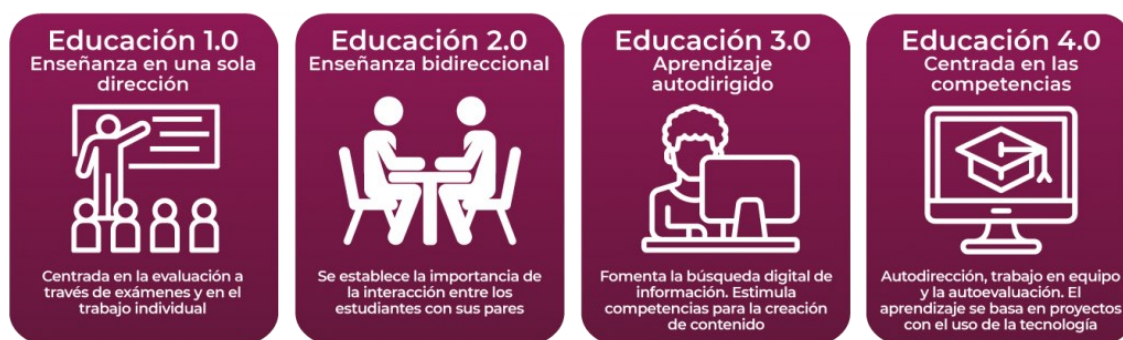 Educación 1.0
Enseñanza en una sola
dirección
Centrada en la evaluación a
través de exámenes y en el
trabajo individual
Educación 2.0
Enseñanza bidireccional
Se establece la importancia de
la interacción entre los
estudiantes con sus pares
Educación 3.0
Aprendizaje
autodirigido
Fomenta la búsqueda digital de
información. Estimula
competencias para la creación
de contenido
Educación 4.0
Centrada en las
competencias
Autodirección, trabajo en equipo
y la autoevaluación. El
aprendizaje se basa en proyectos
con el uso de la tecnología